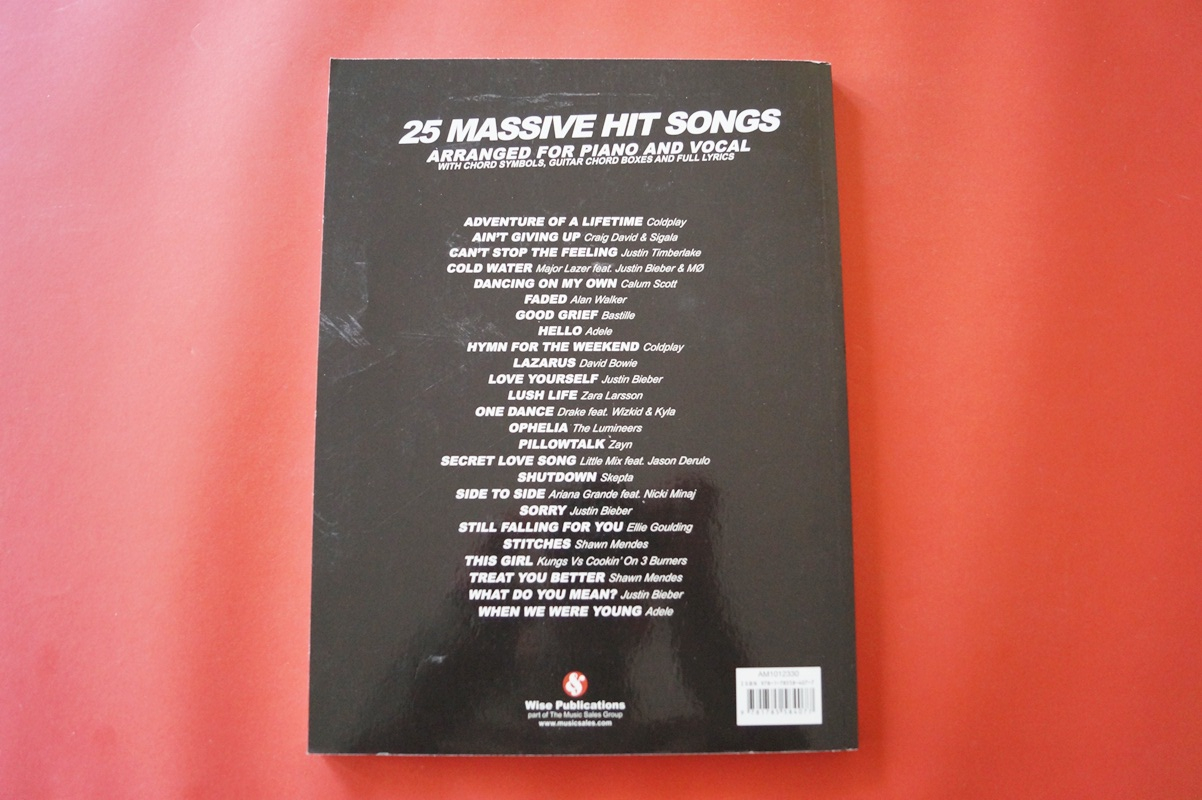 25 MASSIVE HIT SONGS
ARRANGED FOR PIANO AND VOCAL
WITH CHORD SYMBOLS, GUITAR CHORD BOXES AND FULL LYRICS
ADVENTURE OF A LIFETIME Coldplay
AIN'T GIVING UP Craig David & Sigala
CAN'T STOP THE FEELING Justin Timberlake
COLD WATER Major Lazer feat. Justin Bieber & MØ
DANCING ON MY OWN Calum Scott
FADED Alan Walker
GOOD GRIEF Bastille
HELLO Adele
HYMN FOR THE WEEKEND Coldplay
LAZARUS David Bowie
LOVE YOURSELF Justin Bieber
LUSH LIFE Zara Larsson
ONE DANCE Drake feat. Wizkid & Kyla
OPHELIA The Lumineers
PILLOWTALK Zayn
SECRET LOVE SONG Little Mix feat. Jason Derulo
SHUTDOWN Skepta
SIDE TO SIDE Ariana Grande feat. Nicki Minaj
SORRY Justin Bieber
STILL FALLING FOR YOU Ellie Goulding
STITCHES Shawn Mendes
THIS GIRL Kungs Vs Cookin' On 3 Burners
TREAT YOU BETTER Shawn Mendes
WHAT DO YOU MEAN? Justin Bieber
WHEN WE WERE YOUNG Adele
Wise Publications
part of The Music Sales Group
www.musicsales.com
AM1012330
ISBN